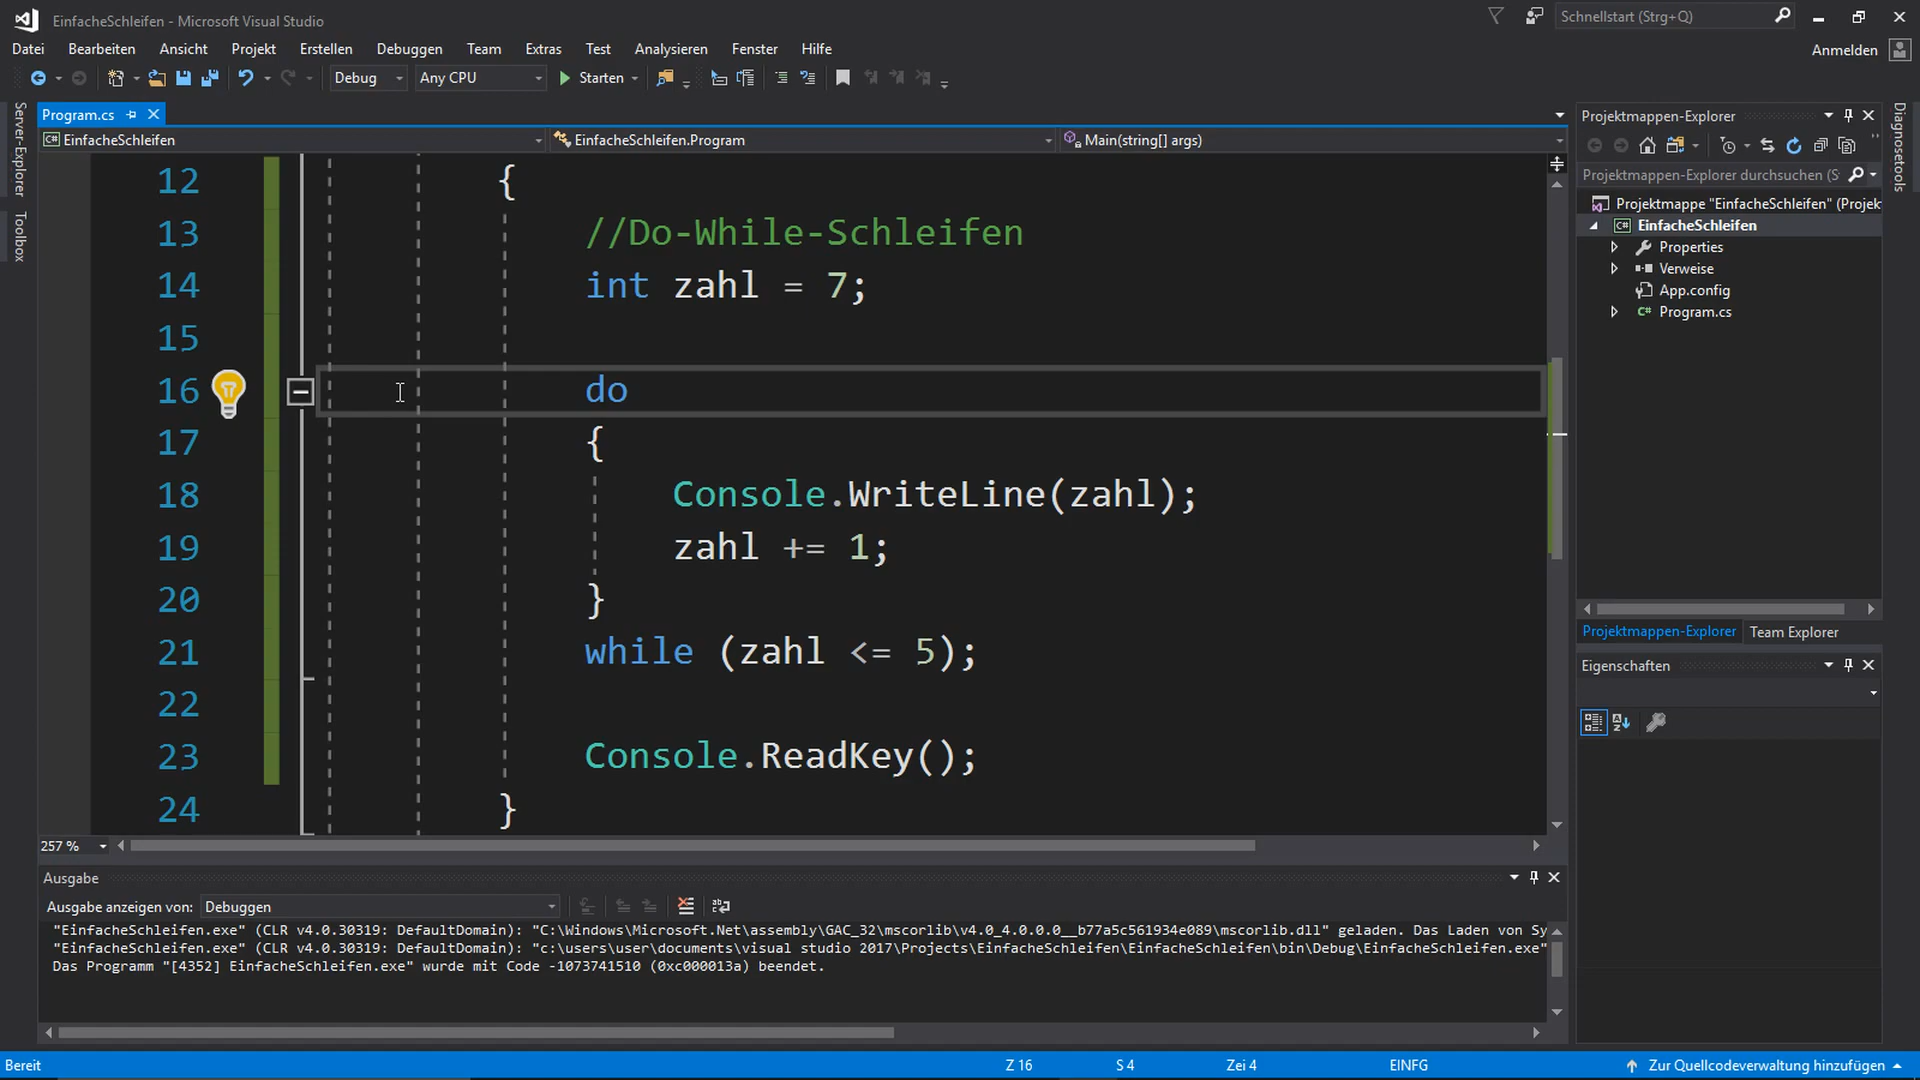 EinfacheSchleifen - Microsoft Visual Studio
Schnellstart (Strg+Q)
Datei Bearbeiten Ansicht Projekt Erstellen Debuggen Team Extras Test Analysieren Fenster Hilfe
Anmelden
Debug Any CPU Starten
Server-Explorer
Toolbox
Program.cs
EinfacheSchleifen EinfacheSchleifen.Program Main(string[] args)
12 {
13 //Do-While-Schleifen
14 int zahl = 7;
15
16 do
17 {
18 Console.WriteLine(zahl);
19 zahl += 1;
20 }
21 while (zahl <= 5);
22
23 Console.ReadKey();
24 }
257 %
Ausgabe
Ausgabe anzeigen von: Debuggen
"EinfacheSchleifen.exe" (CLR v4.0.30319: DefaultDomain): "C:\Windows\Microsoft.Net\assembly\GAC_32\mscorlib\v4.0_4.0.0.0__b77a5c561934e089\mscorlib.dll" geladen. Das Laden von Sy
"EinfacheSchleifen.exe" (CLR v4.0.30319: DefaultDomain): "c:\users\user\documents\visual studio 2017\Projects\EinfacheSchleifen\EinfacheSchleifen\bin\Debug\EinfacheSchleifen.exe"
Das Programm "[4352] EinfacheSchleifen.exe" wurde mit Code -1073741510 (0xc000013a) beendet.
Projektmappen-Explorer
Projektmappen-Explorer durchsuchen (S
Projektmappe "EinfacheSchleifen" (Projek
C# EinfacheSchleifen
Properties
Verweise
App.config
C# Program.cs
Projektmappen-Explorer Team Explorer
Eigenschaften
Diagnosetools
Bereit Z 16 S 4 Zei 4 EINFG Zur Quellcodeverwaltung hinzufügen